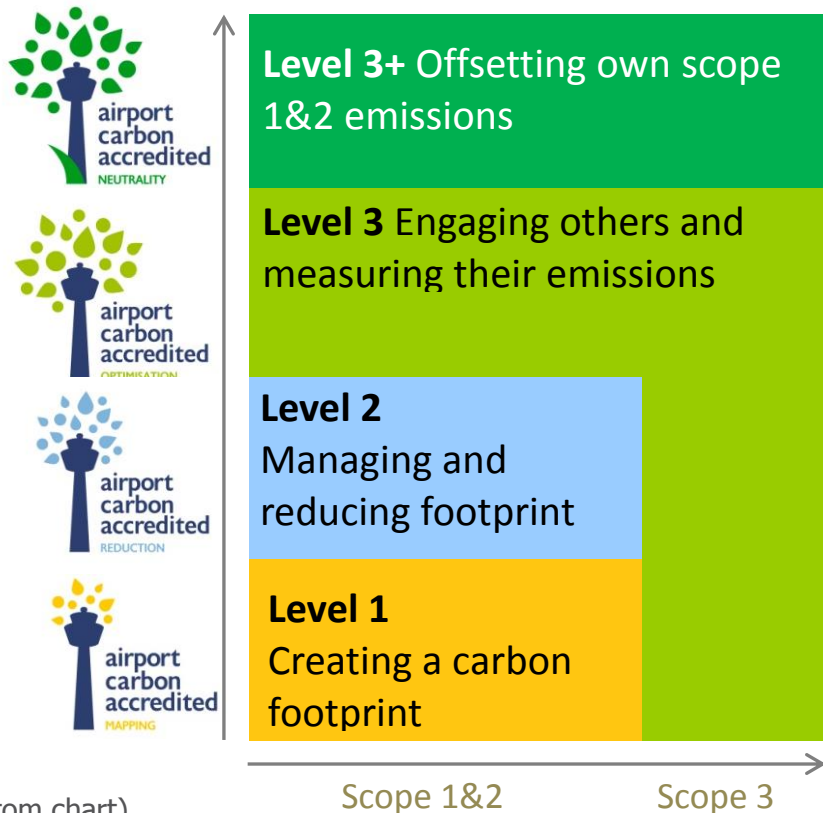 airport
carbon
accredited
NEUTRALITY
Level 3+ Offsetting own scope
1&2 emissions
airport
carbon
accredited
OPTIMISATION
Level 3 Engaging others and
measuring their emissions
airport
carbon
accredited
REDUCTION
Level 2
Managing and
reducing footprint
airport
carbon
accredited
MAPPING
Level 1
Creating a carbon
footprint
Scope 1&2
Scope 3
chart)